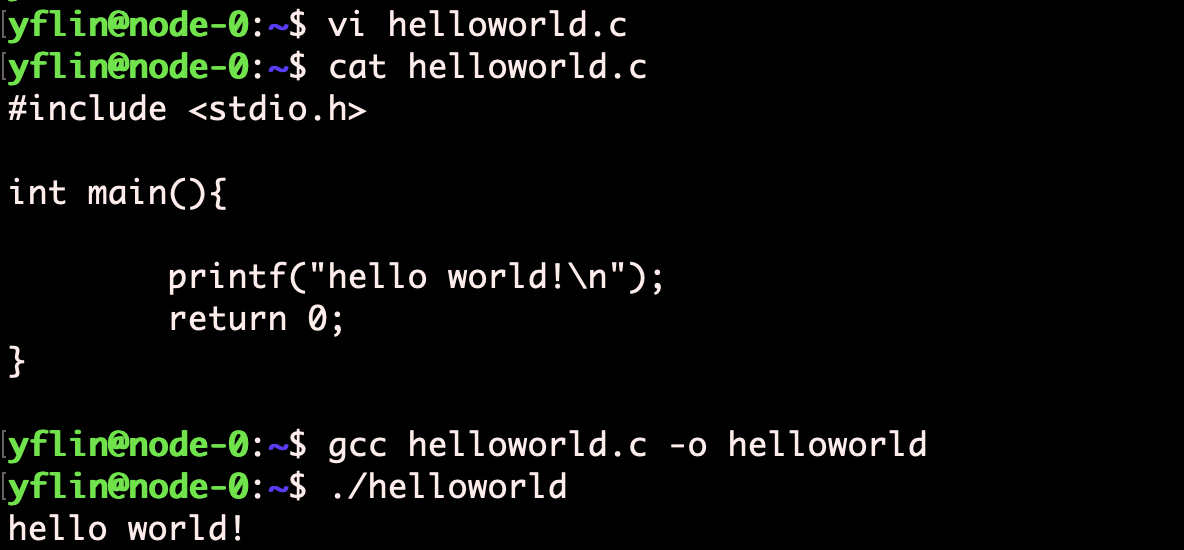 yflin@node-0:~$ vi helloworld.c
yflin@node-0:~$ cat helloworld.c
#include <stdio.h>
int main(){
        printf("hello world!\n");
        return 0;
}
yflin@node-0:~$ gcc helloworld.c -o helloworld
yflin@node-0:~$ ./helloworld
hello world!